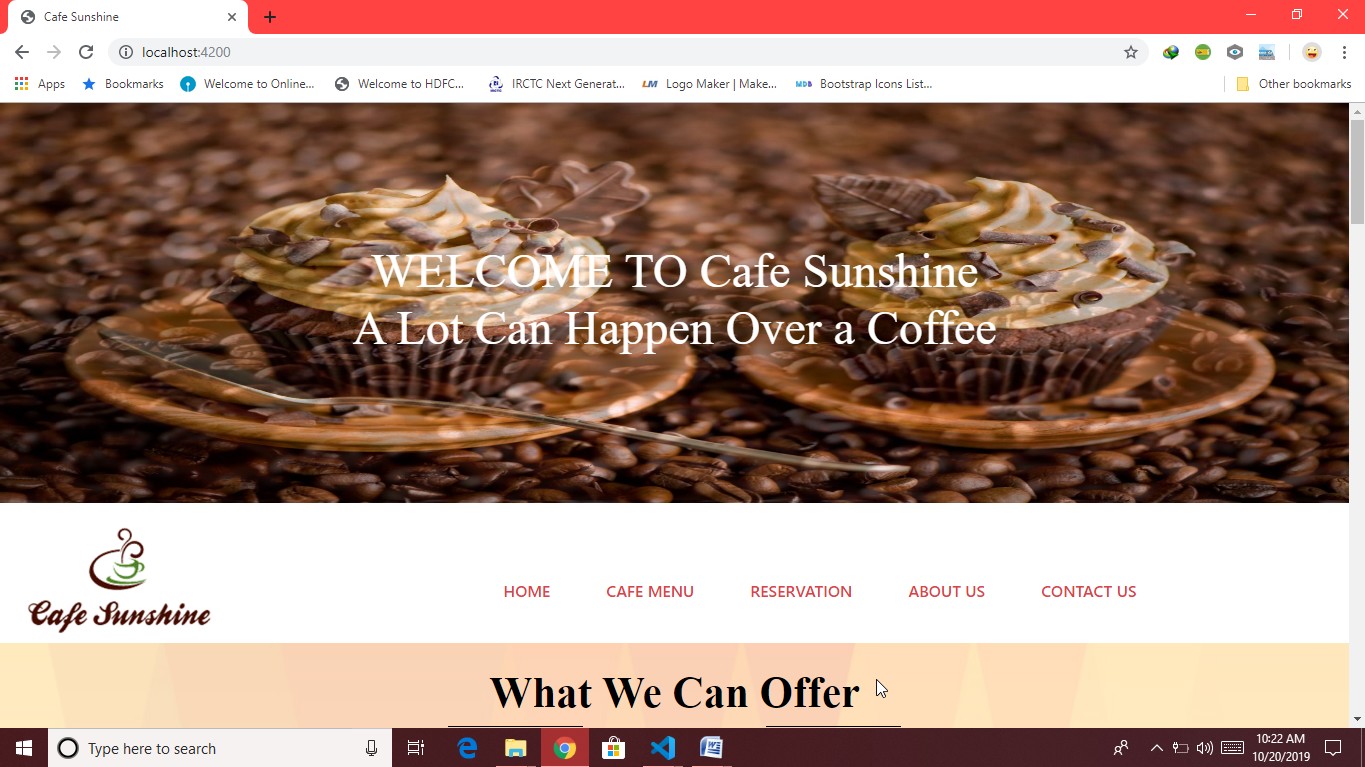 Cafe Sunshine
localhost:4200
Apps Bookmarks Welcome to Online... Welcome to HDFC... IRCTC Next Generat... LM Logo Maker | Make... MDB Bootstrap Icons List... Other bookmarks
WELCOME TO Cafe Sunshine
A Lot Can Happen Over a Coffee
Cafe Sunshine
HOME CAFE MENU RESERVATION ABOUT US CONTACT US
What We Can Offer
Type here to search
10:22 AM
10/20/2019